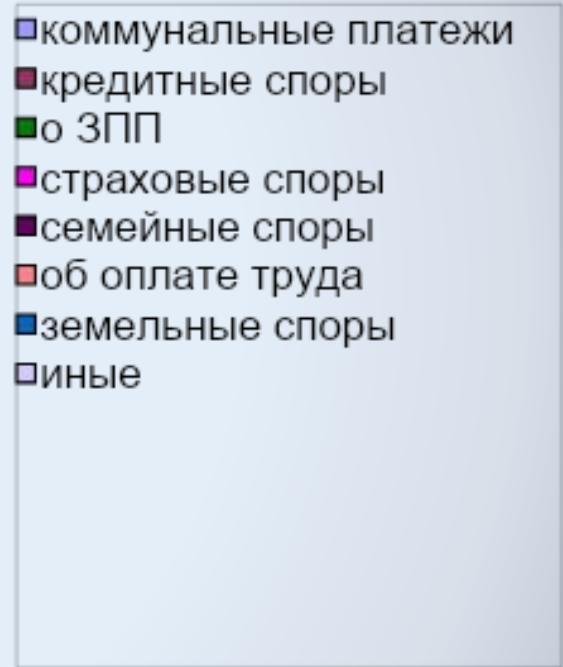 коммунальные платежи
кредитные споры
о ЗПП
страховые споры
семейные споры
об оплате труда
земельные споры
иные